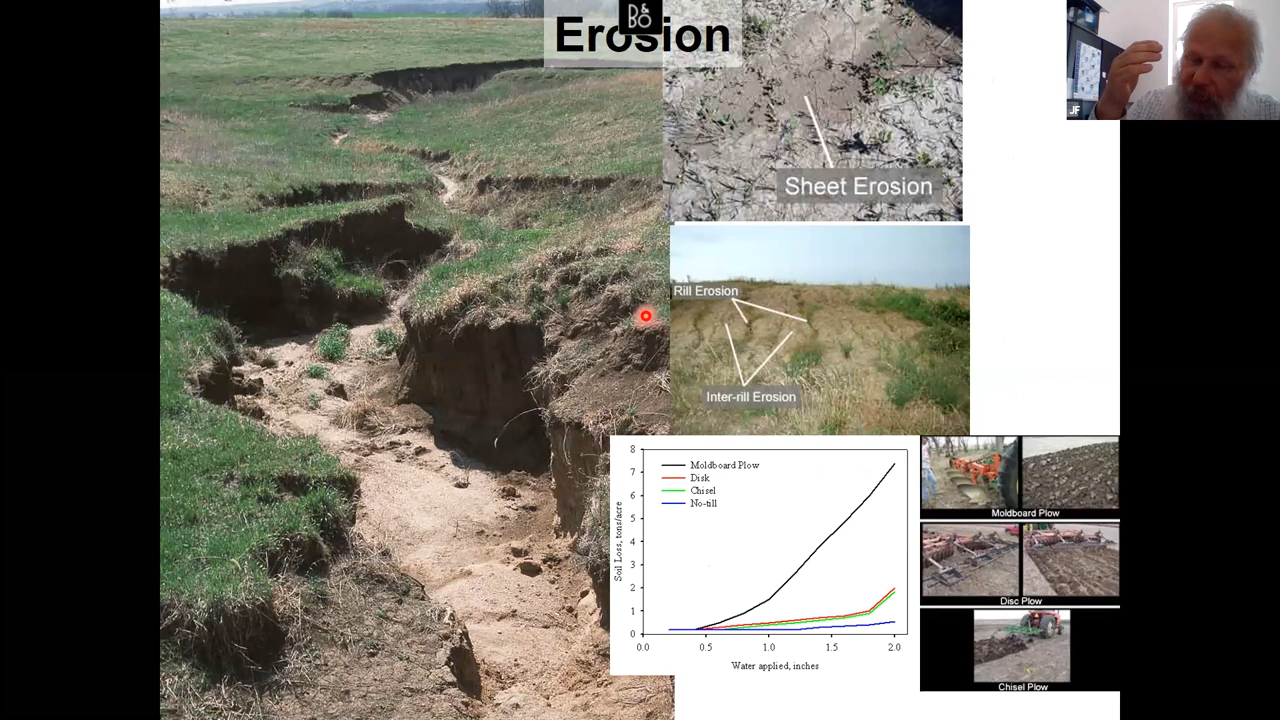 Erosion
B&O
JF
Sheet Erosion
Rill Erosion
Inter-rill Erosion
8
7
6
5
4
3
2
1
0
Soil Loss, tons/acre
Moldboard Plow
Disk
Chisel
No-till
0.0 0.5 1.0 1.5 2.0
Water applied, inches
Moldboard Plow
Disc Plow
Chisel Plow